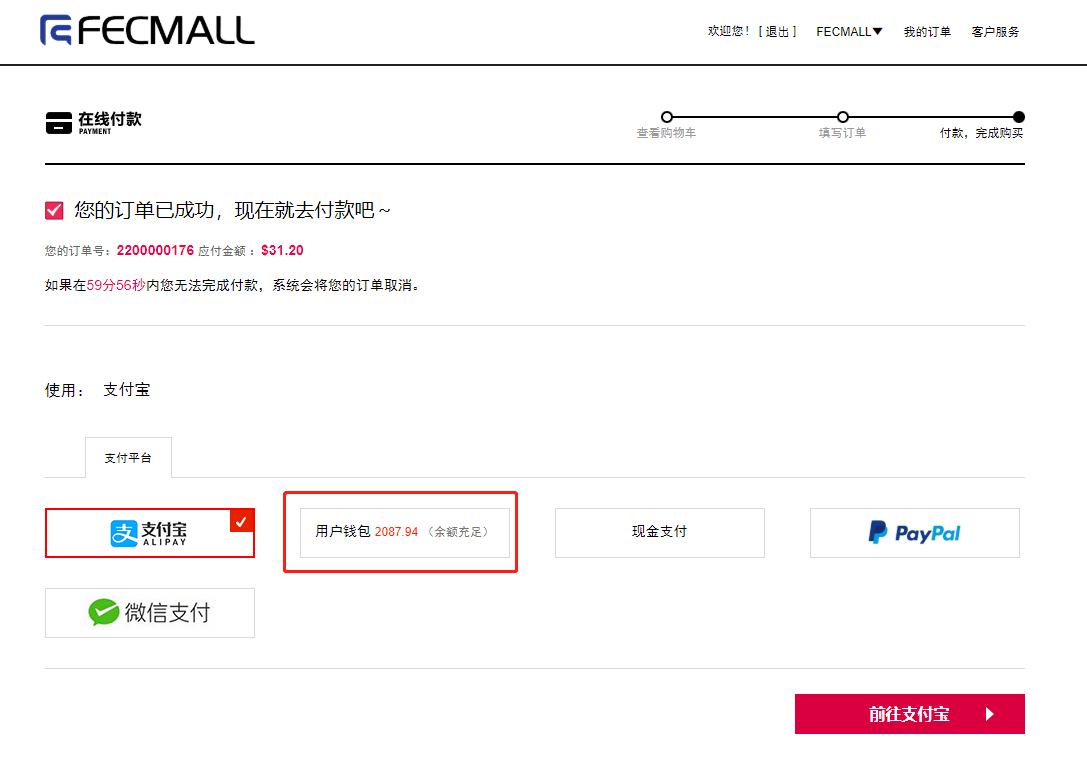 FECMALL
欢迎您！ [ 退出 ] FECMALL▼ 我的订单 客户服务
在线付款
PAYMENT
查看购物车 填写订单 付款，完成购买
您的订单已成功，现在就去付款吧～
您的订单号： 2200000176 应付金额 ： $31.20
如果在59分56秒内您无法完成付款，系统会将您的订单取消。
使用： 支付宝
支付平台
支 支付宝
ALIPAY
用户钱包 2087.94 （余额充足）
现金支付
PayPal
微信支付
前往支付宝